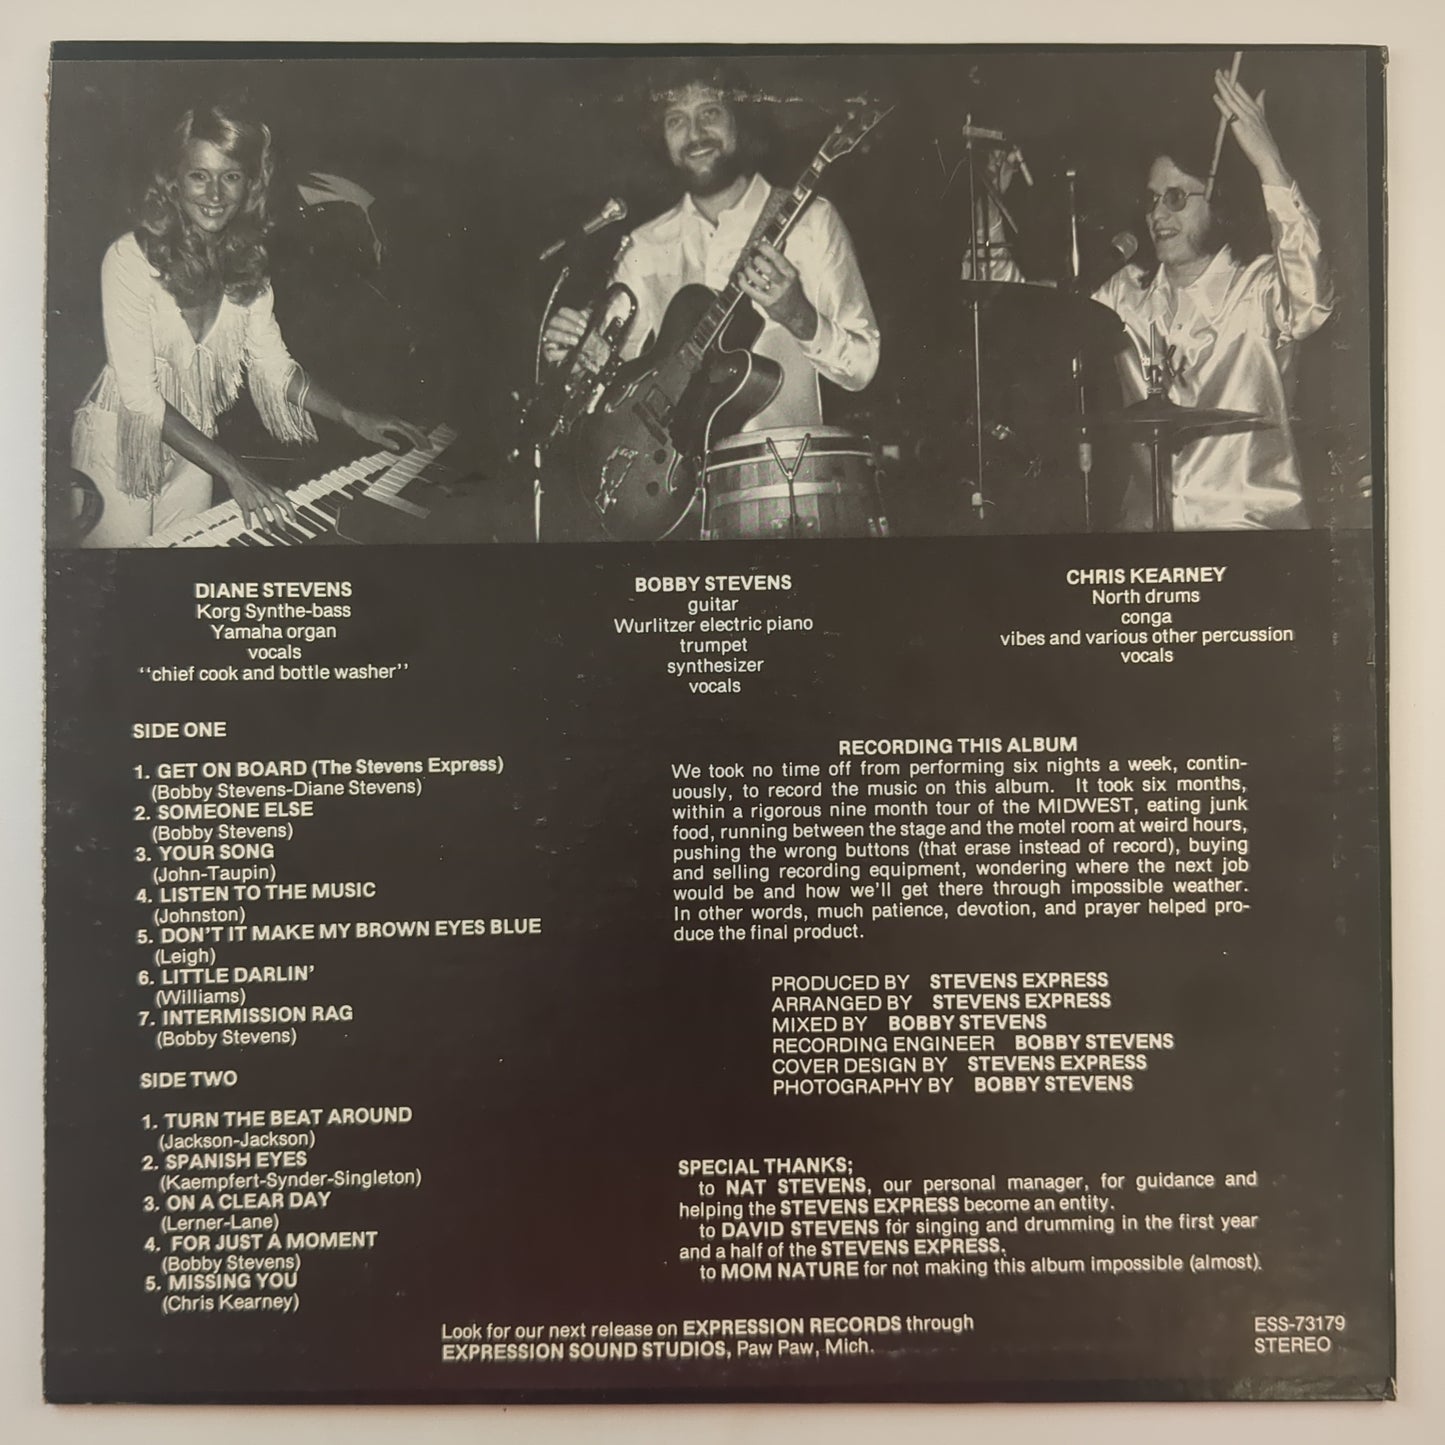 DIANE STEVENS
Korg Synthe-bass
Yamaha organ
vocals
"chief cook and bottle washer"
BOBBY STEVENS
guitar
Wurlitzer electric piano
trumpet
synthesizer
vocals
CHRIS KEARNEY
North drums
conga
vibes and various other percussion
vocals
SIDE ONE
1. GET ON BOARD (The Stevens Express)
(Bobby Stevens-Diane Stevens)
2. SOMEONE ELSE
(Bobby Stevens)
3. YOUR SONG
(John-Taupin)
4. LISTEN TO THE MUSIC
(Johnston)
5. DON'T IT MAKE MY BROWN EYES BLUE
(Leigh)
6. LITTLE DARLIN'
(Williams)
7. INTERMISSION RAG
(Bobby Stevens)
SIDE TWO
1. TURN THE BEAT AROUND
(Jackson-Jackson)
2. SPANISH EYES
(Kaempfert-Synder-Singleton)
3. ON A CLEAR DAY
(Lerner-Lane)
4. FOR JUST A MOMENT
(Bobby Stevens)
5. MISSING YOU
(Chris Kearney)
RECORDING THIS ALBUM
We took no time off from performing six nights a week, contin-
uously, to record the music on this album. It took six months,
within a rigorous nine month tour of the MIDWEST, eating junk
food, running between the stage and the motel room at weird hours,
pushing the wrong buttons (that erase instead of record), buying
and selling recording equipment, wondering where the next job
would be and how we'll get there through impossible weather.
In other words, much patience, devotion, and prayer helped pro-
duce the final product.
PRODUCED BY STEVENS EXPRESS
ARRANGED BY STEVENS EXPRESS
MIXED BY BOBBY STEVENS
RECORDING ENGINEER BOBBY STEVENS
COVER DESIGN BY STEVENS EXPRESS
PHOTOGRAPHY BY BOBBY STEVENS
SPECIAL THANKS;
to NAT STEVENS, our personal manager, for guidance and
helping the STEVENS EXPRESS become an entity.
to DAVID STEVENS for singing and drumming in the first year
and a half of the STEVENS EXPRESS.
to MOM NATURE for not making this album impossible (almost).
Look for our next release on EXPRESSION RECORDS through
EXPRESSION SOUND STUDIOS, Paw Paw, Mich.
ESS-73179
STEREO